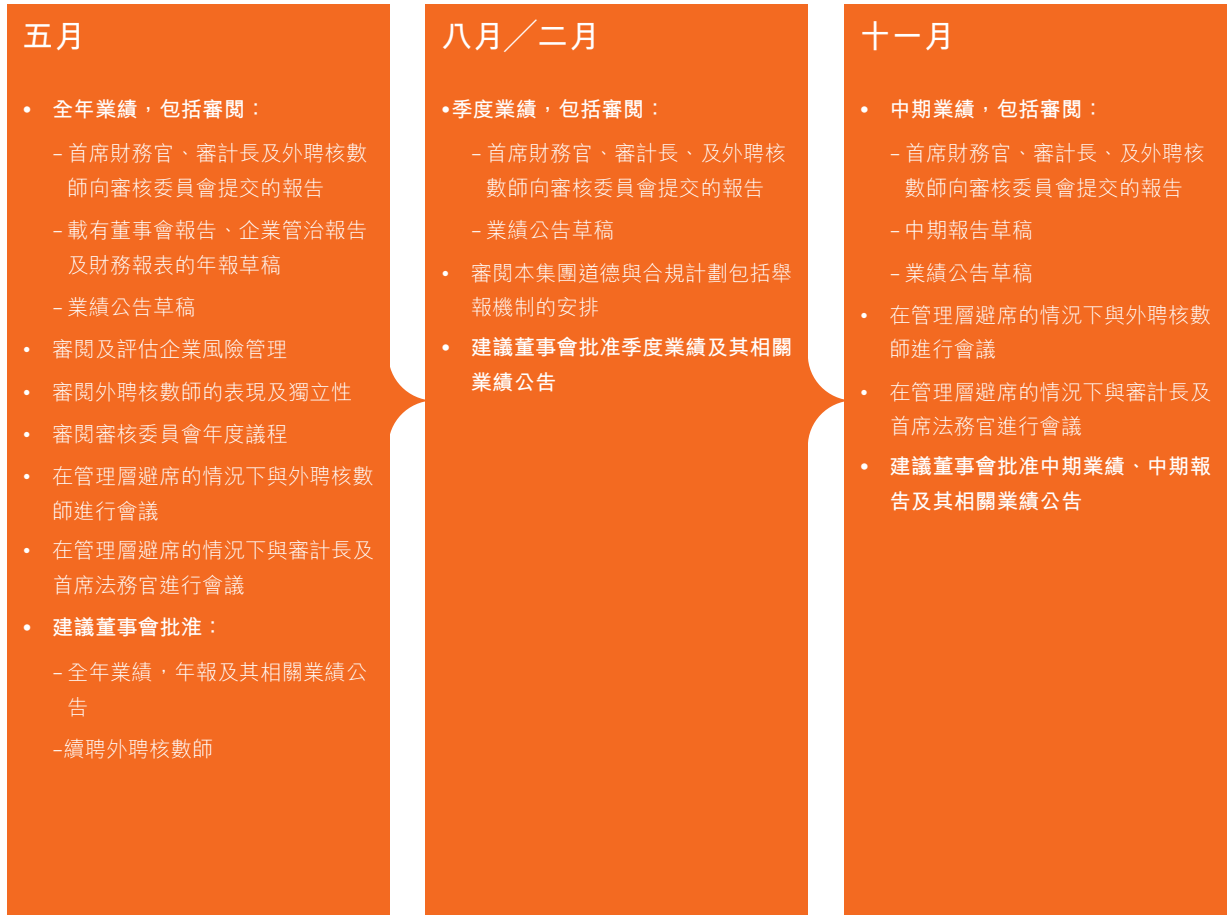 五月
• 全年業績，包括審閱：
– 首席財務官、審計長及外聘核數
師向審核委員會提交的報告
– 載有董事會報告、企業管治報告
及財務報表的年報草稿
– 業績公告草稿
• 審閱及評估企業風險管理
• 審閱外聘核數師的表現及獨立性
• 審閱審核委員會年度議程
• 在管理層避席的情況下與外聘核數
師進行會議
• 在管理層避席的情況下與審計長及
首席法務官進行會議
• 建議董事會批准：
– 全年業績，年報及其相關業績公
告
–續聘外聘核數師
八月╱二月
•季度業績，包括審閱：
– 首席財務官、審計長、及外聘核
數師向審核委員會提交的報告
– 業績公告草稿
• 審閱本集團道德與合規計劃包括舉
報機制的安排
• 建議董事會批准季度業績及其相關
業績公告
十一月
• 中期業績，包括審閱：
– 首席財務官、審計長、及外聘核
數師向審核委員會提交的報告
– 中期報告草稿
– 業績公告草稿
• 在管理層避席的情況下與外聘核數
師進行會議
• 在管理層避席的情況下與審計長及
首席法務官進行會議
• 建議董事會批准中期業績、中期報
告及其相關業績公告